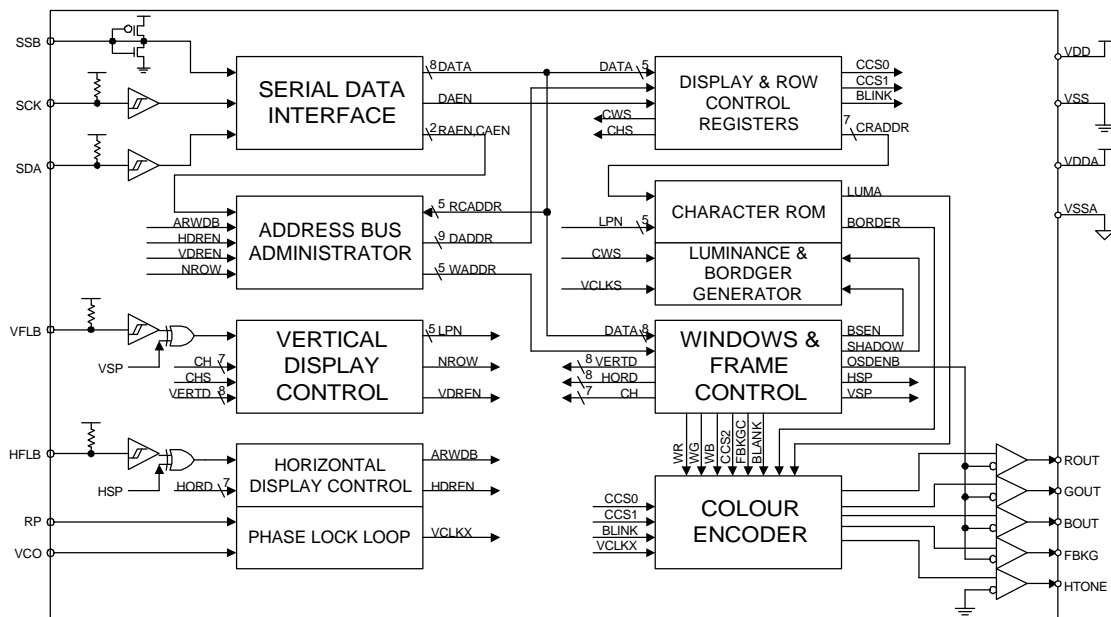 SSB
SCK
SDA
SERIAL DATA
INTERFACE
8 DATA
DAEN
2 RAEN,CAEN
DATA 5
CWS
CHS
DISPLAY & ROW
CONTROL
REGISTERS
CCS0
CCS1
BLINK
7
CRADDR
VDD
VSS
VDDA
VSSA
ARWDB
HDREN
VDREN
NROW
ADDRESS BUS
ADMINISTRATOR
5 RCADDR
9 DADDR
5 WADDR
LPN 5
CWS
VCLKS
CHARACTER ROM
LUMINANCE &
BORDGER
GENERATOR
LUMA
BORDER
VFLB
VSP
CH 7
CHS
VERTD 8
VERTICAL
DISPLAY
CONTROL
5 LPN
NROW
VDREN
DATA 8
8 VERTD
8 HORD
7 CH
WINDOWS &
FRAME
CONTROL
BSEN
SHADOW
OSDENB
HSP
VSP
WR
WG
WB
CCS2
FBKGC
BLANK
HFLB
HSP
HORD 7
HORIZONTAL
DISPLAY CONTROL
ARWDB
HDREN
RP
VCO
PHASE LOCK LOOP
VCLKX
CCS0
CCS1
BLINK
VCLKX
COLOUR
ENCODER
ROUT
GOUT
BOUT
FBKG
HTONE